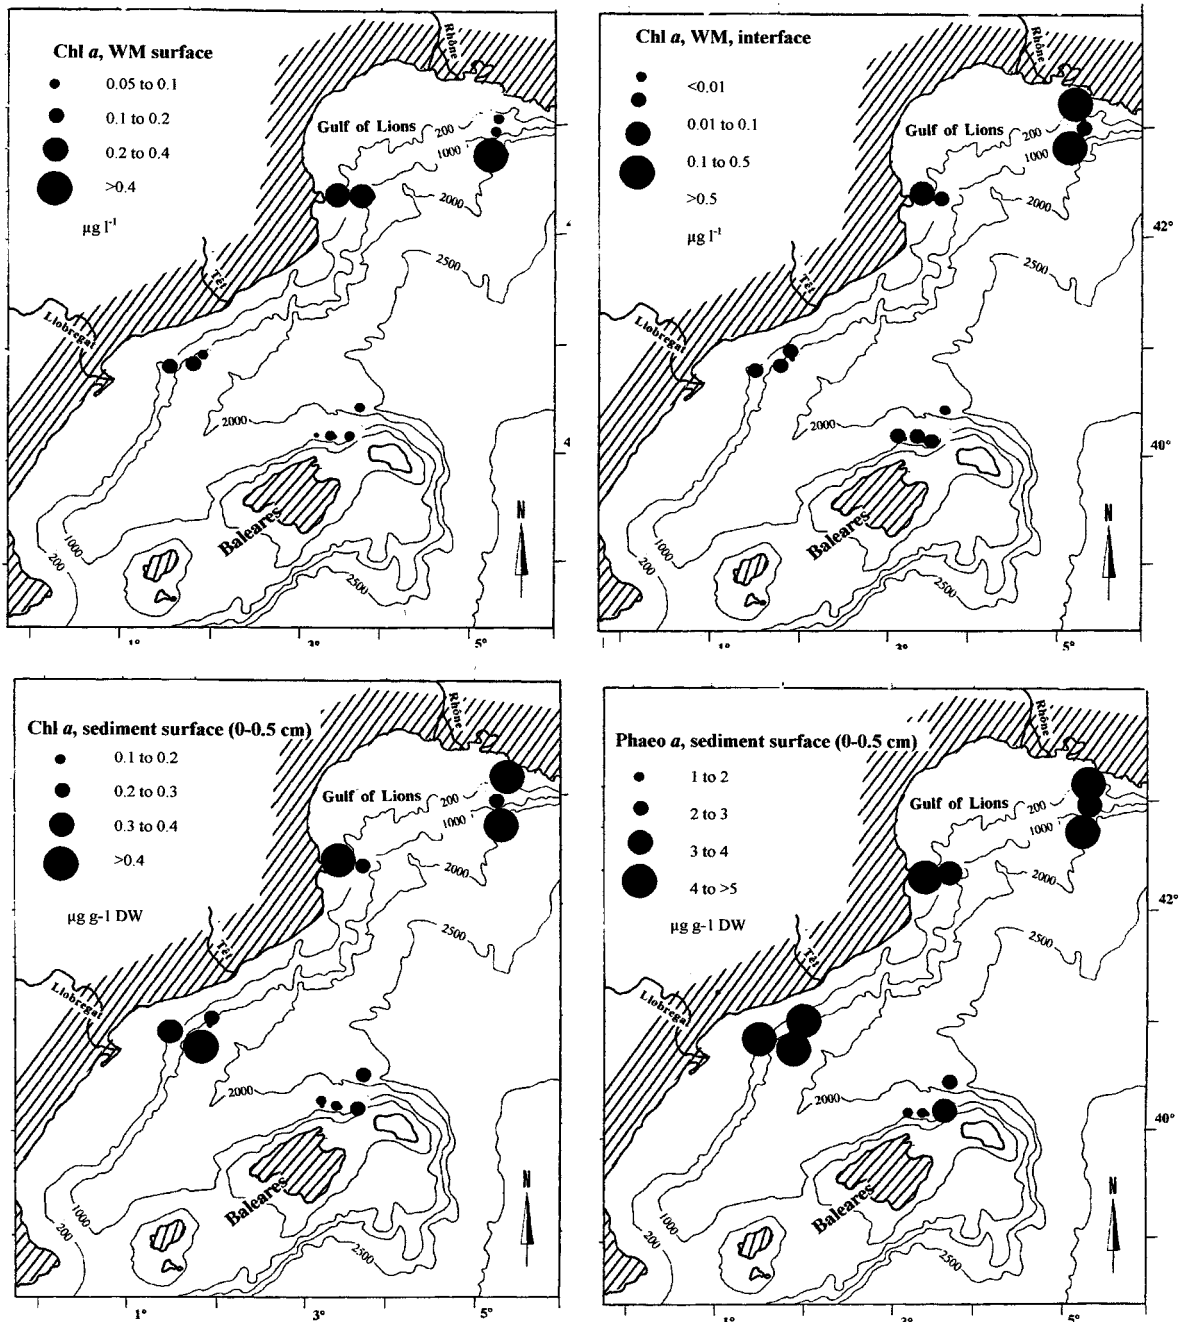 Chl a, WM surface
0.05 to 0.1
0.1 to 0.2
0.2 to 0.4
>0.4
µg l-1
Rhône
Gulf of Lions
200
1000
2000
2500
Têt
Llobregat
2000
Baleares
1000
200
2500
N
4
1°
3°
5°
Chl a, WM, interface
<0.01
0.01 to 0.1
0.1 to 0.5
>0.5
µg l-1
Rhône
Gulf of Lions
200
1000
2000
2500
Têt
Llobregat
2000
Baleares
1000
200
2500
N
42°
40°
1°
3°
5°
Chl a, sediment surface (0-0.5 cm)
0.1 to 0.2
0.2 to 0.3
0.3 to 0.4
>0.4
µg g-1 DW
Rhône
Gulf of Lions
200
1000
2000
2500
Têt
Llobregat
2000
Baleares
1000
200
2500
N
1°
3°
5°
Phaeo a, sediment surface (0-0.5 cm)
1 to 2
2 to 3
3 to 4
4 to >5
µg g-1 DW
Rhône
Gulf of Lions
200
1000
2000
2500
Têt
Llobregat
2000
Baleares
1000
200
2500
N
42°
40°
1°
3°
5°